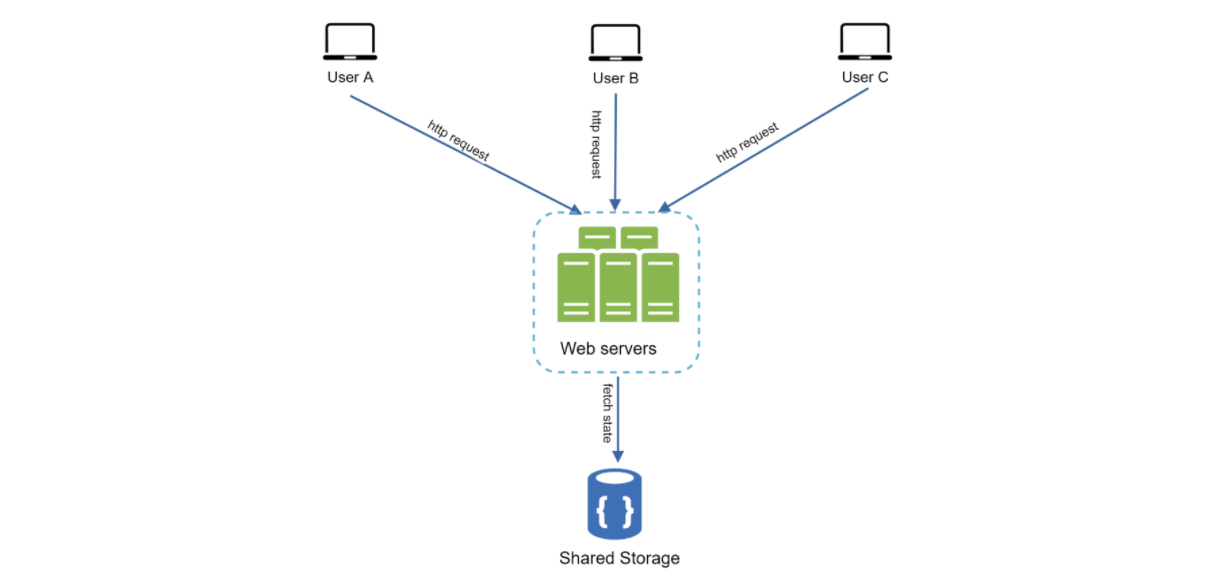 User A
User B
User C
http request
http request
http request
Web servers
fetch state
{ }
Shared Storage